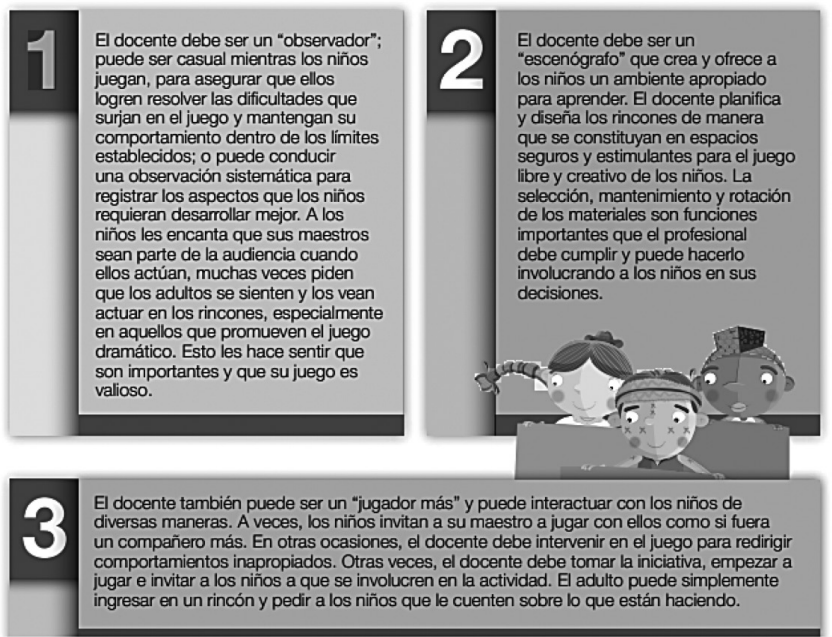 1
El docente debe ser un “observador”;
puede ser casual mientras los niños
juegan, para asegurar que ellos
logren resolver las dificultades que
surjan en el juego y mantengan su
comportamiento dentro de los límites
establecidos; o puede conducir
una observación sistemática para
registrar los aspectos que los niños
requieran desarrollar mejor. A los
niños les encanta que sus maestros
sean parte de la audiencia cuando
ellos actúan, muchas veces piden
que los adultos se sienten y los vean
actuar en los rincones, especialmente
en aquellos que promueven el juego
dramático. Esto les hace sentir que
son importantes y que su juego es
valioso.
2
El docente debe ser un
“escenógrafo” que crea y ofrece a
los niños un ambiente apropiado
para aprender. El docente planifica
y diseña los rincones de manera
que se constituyan en espacios
seguros y estimulantes para el juego
libre y creativo de los niños. La
selección, mantenimiento y rotación
de los materiales son funciones
importantes que el profesional
debe cumplir y puede hacerlo
involucrando a los niños en sus
decisiones.
3
El docente también puede ser un “jugador más” y puede interactuar con los niños de
diversas maneras. A veces, los niños invitan a su maestro a jugar con ellos como si fuera
un compañero más. En otras ocasiones, el docente debe intervenir en el juego para redirigir
comportamientos inapropiados. Otras veces, el docente debe tomar la iniciativa, empezar a
jugar e invitar a los niños a que se involucren en la actividad. El adulto puede simplemente
ingresar en un rincón y pedir a los niños que le cuenten sobre lo que están haciendo.